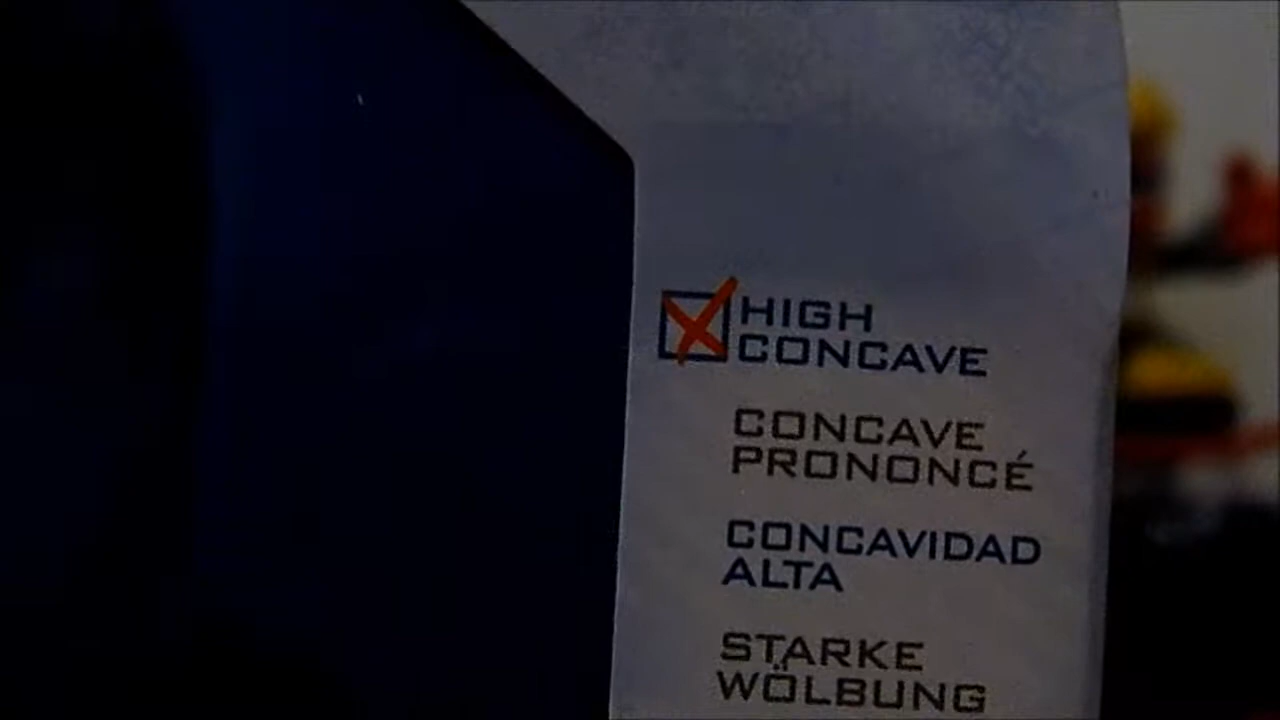 HIGH
CONCAVE
CONCAVE
PRONONCÉ
CONCAVIDAD
ALTA
STARKE
WÖLBUNG